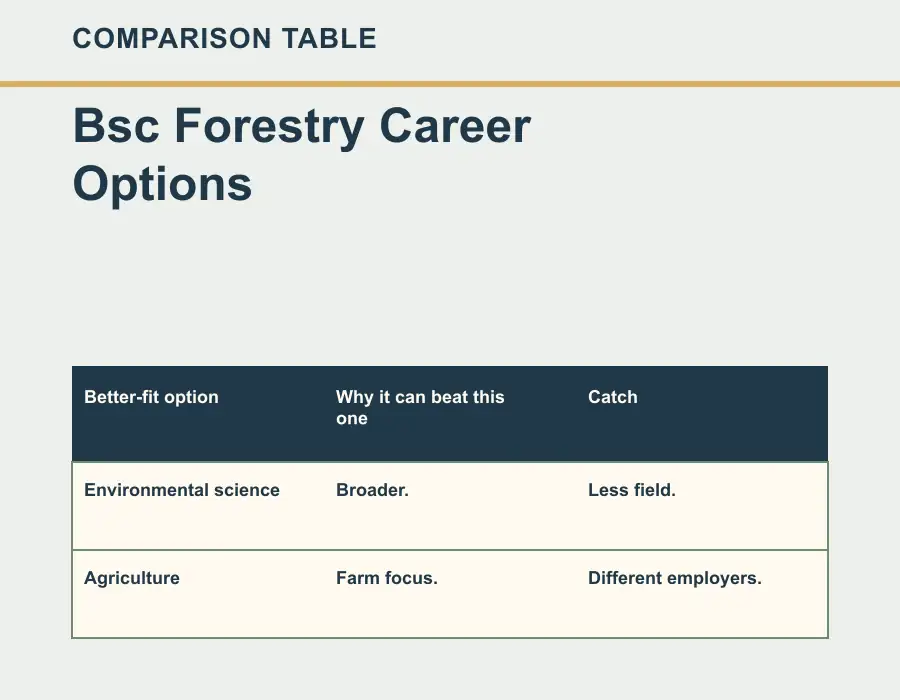 COMPARISON TABLE
Bsc Forestry Career
Options
Better-fit option
Why it can beat this
one
Catch
Environmental science
Broader.
Less field.
Agriculture
Farm focus.
Different employers.